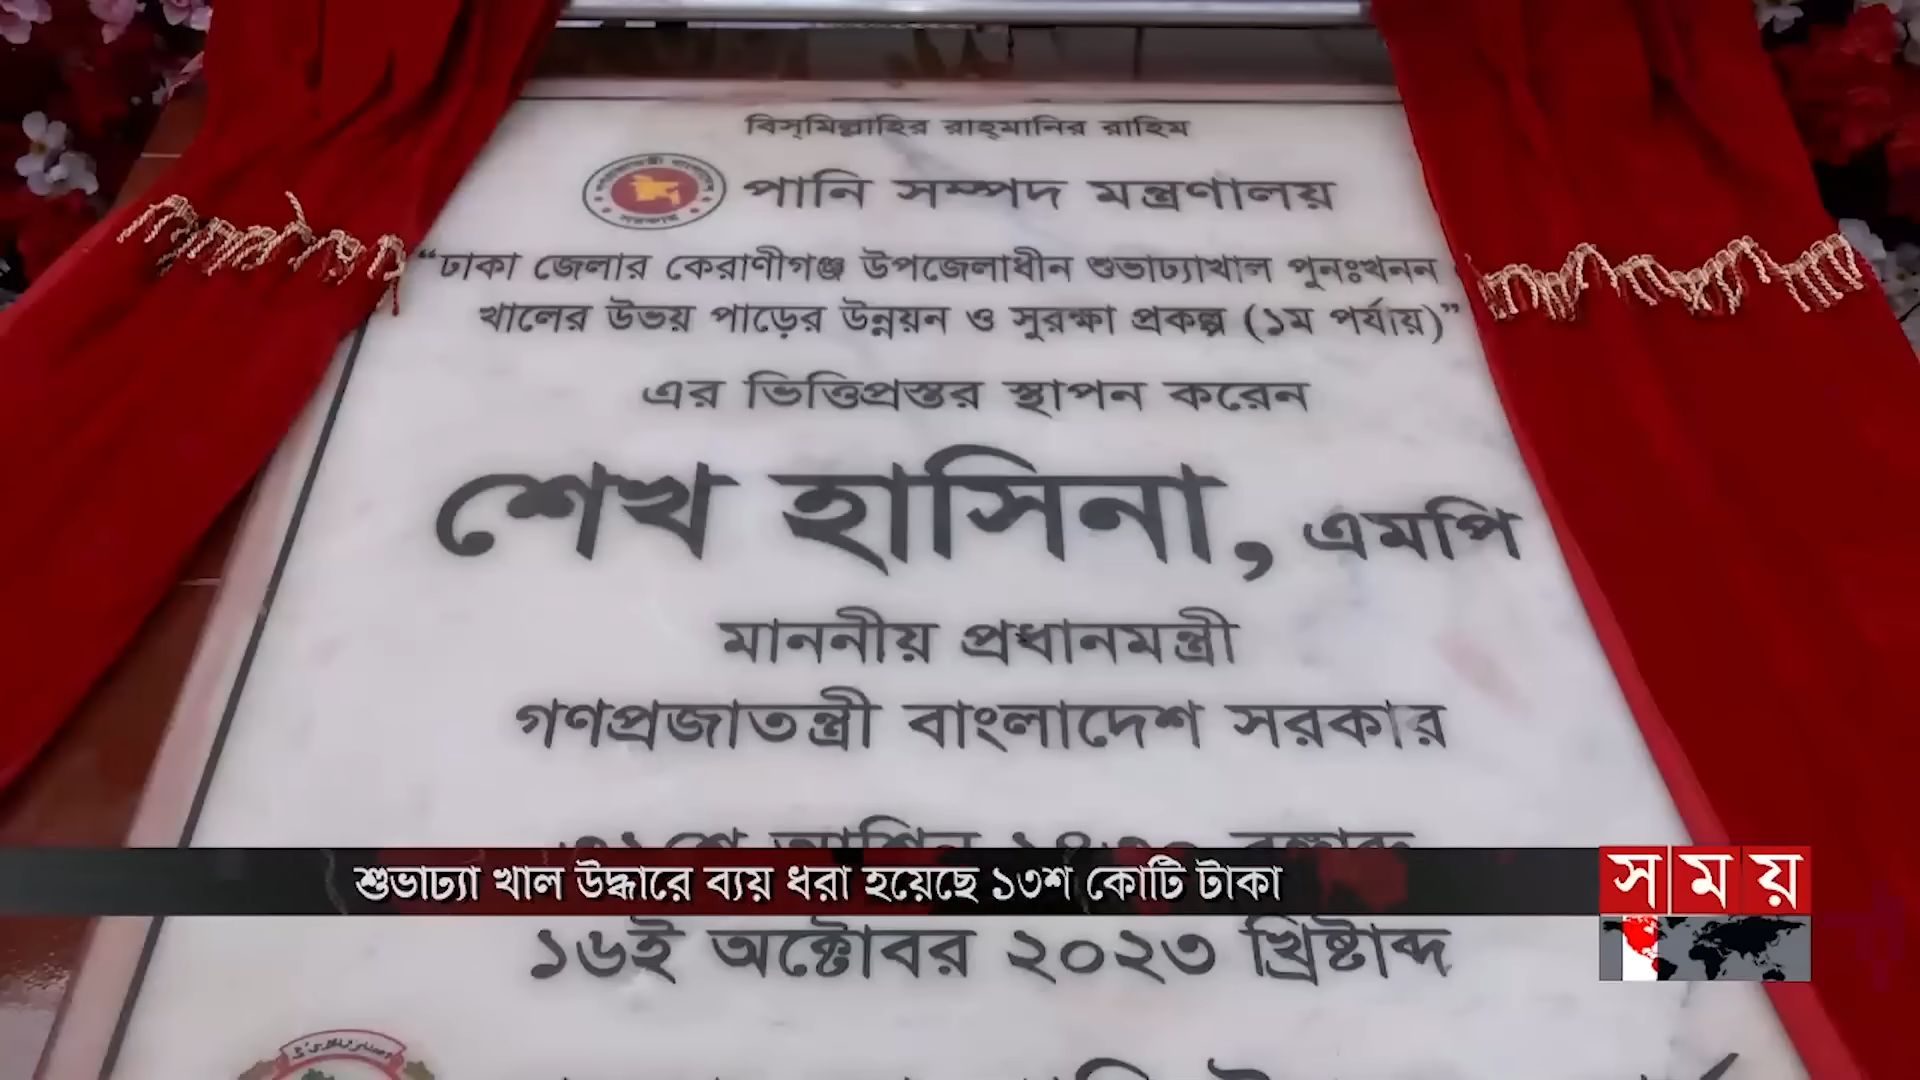 বিস্‌মিল্লাহির রাহ্‌মানির রাহিম
পানি সম্পদ মন্ত্রণালয়
“ঢাকা জেলার কেরাণীগঞ্জ উপজেলাধীন শুভাঢ্যাখাল পুনঃখনন
খালের উভয় পাড়ের উন্নয়ন ও সুরক্ষা প্রকল্প (১ম পর্যায়)”
এর ভিত্তিপ্রস্তর স্থাপন করেন
শেখ হাসিনা, এমপি
মাননীয় প্রধানমন্ত্রী
গণপ্রজাতন্ত্রী বাংলাদেশ সরকার
শুভাঢ্যা খাল উদ্ধারে ব্যয় ধরা হয়েছে ১৩শ কোটি টাকা
সময়
১৬ই অক্টোবর ২০২৩ খ্রিষ্টাব্দ